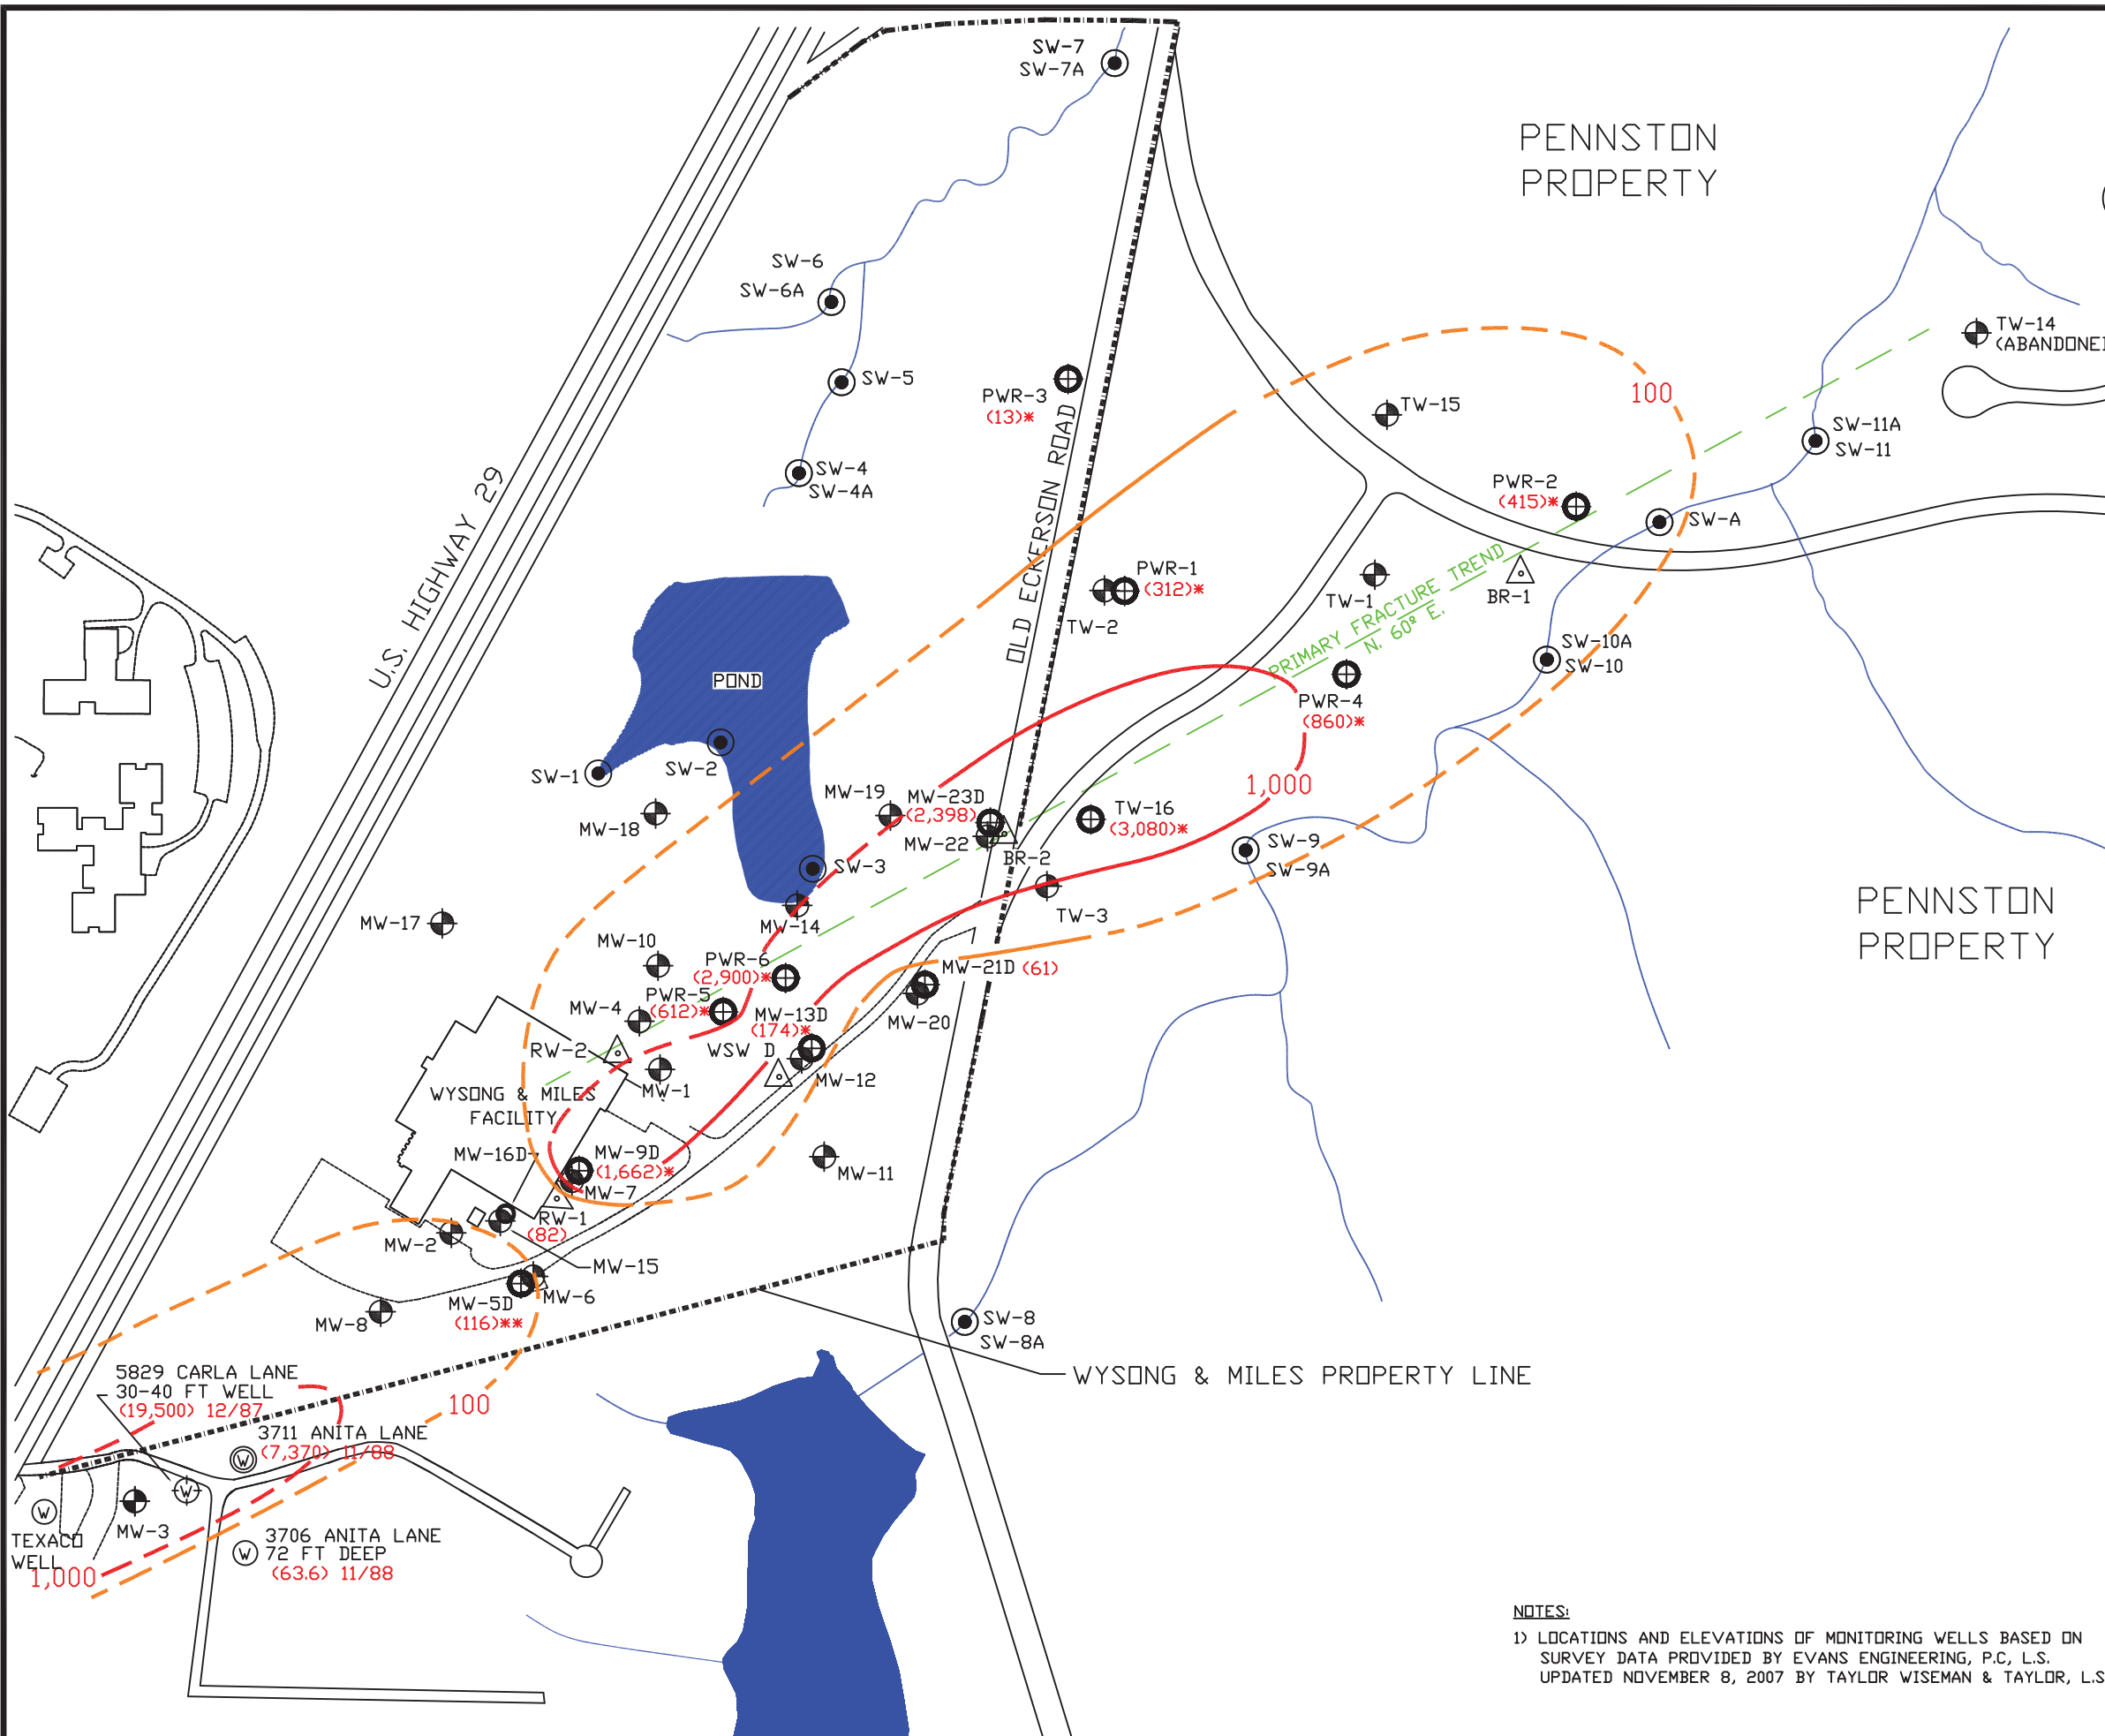 SW-7
SW-7A
PENNSTON
PROPERTY
SW-6
SW-6A
TW-14
(ABANDONED
SW-5
PWR-3
(13)*
100
TW-15
SW-11A
SW-11
U.S. HIGHWAY 29
SW-4
SW-4A
OLD ECKERSON ROAD
PWR-2
(415)*
SW-A
PWR-1
(312)*
TW-2
TW-1
PRIMARY FRACTURE TREND
N. 60º E.
BR-1
SW-10A
SW-10
POND
PWR-4
(860)*
SW-1
SW-2
1,000
MW-19
MW-23D
(2,398)
TW-16
(3,080)*
MW-18
MW-22
BR-2
SW-9
SW-9A
SW-3
MW-17
MW-14
TW-3
PENNSTON
PROPERTY
MW-10
PWR-6
(2,900)*
MW-21D (61)
MW-4
PWR-5
(612)*
MW-13D
(174)*
MW-20
RW-2
WSW D
MW-12
MW-1
WYSONG & MILES
FACILITY
MW-16D
MW-9D
(1,662)*
MW-11
MW-7
RW-1
(82)
MW-2
MW-15
MW-5D
(116)**
MW-6
MW-8
SW-8
SW-8A
WYSONG & MILES PROPERTY LINE
5829 CARLA LANE
30-40 FT WELL
(19,500) 12/87
100
3711 ANITA LANE
(7,370) 11/88
W
W
W
TEXACO
WELL
MW-3
1,000
W
3706 ANITA LANE
72 FT DEEP
(63.6) 11/88
NOTES:
1) LOCATIONS AND ELEVATIONS OF MONITORING WELLS BASED ON
SURVEY DATA PROVIDED BY EVANS ENGINEERING, P.C, L.S.
UPDATED NOVEMBER 8, 2007 BY TAYLOR WISEMAN & TAYLOR, L.S